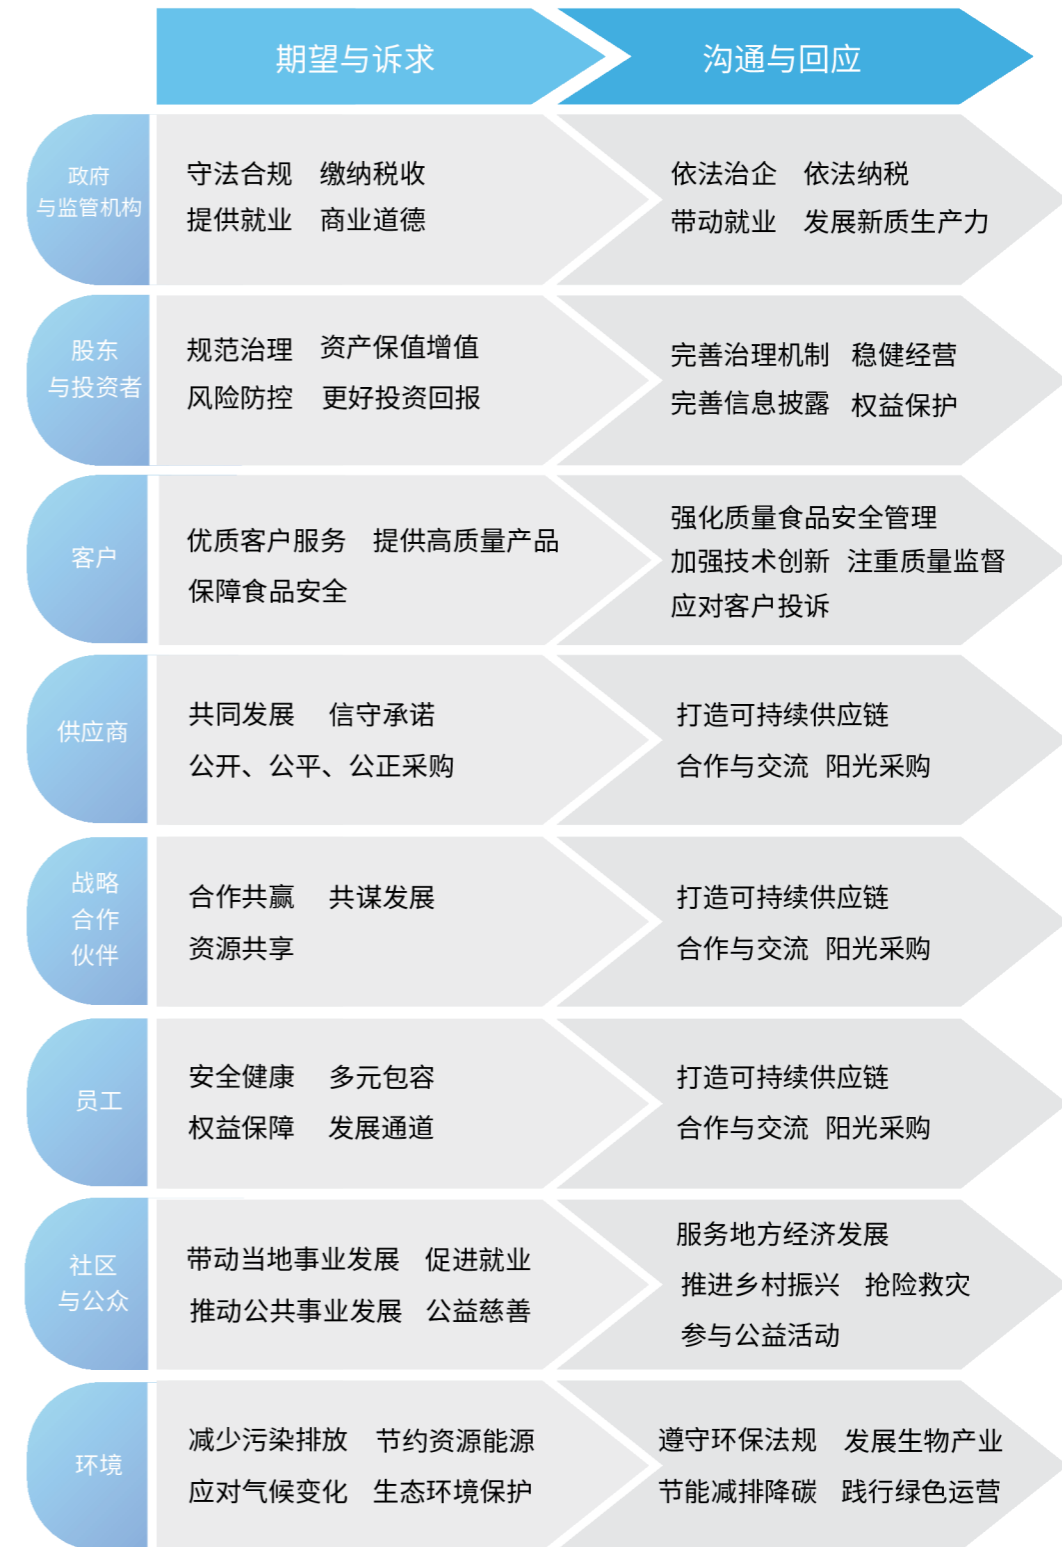 期望与诉求 沟通与回应
政府
与监管机构
守法合规 缴纳税收
提供就业 商业道德
依法治企 依法纳税
带动就业 发展新质生产力
股东
与投资者
规范治理 资产保值增值
风险防控 更好投资回报
完善治理机制 稳健经营
完善信息披露 权益保护
客户
优质客户服务 提供高质量产品
保障食品安全
强化质量食品安全管理
加强技术创新 注重质量监督
应对客户投诉
供应商
共同发展 信守承诺
公开、公平、公正采购
打造可持续供应链
合作与交流 阳光采购
战略
合作
伙伴
合作共赢 共谋发展
资源共享
打造可持续供应链
合作与交流 阳光采购
员工
安全健康 多元包容
权益保障 发展通道
打造可持续供应链
合作与交流 阳光采购
社区
与公众
带动当地事业发展 促进就业
推动公共事业发展 公益慈善
服务地方经济发展
推进乡村振兴 抢险救灾
参与公益活动
环境
减少污染排放 节约资源能源
应对气候变化 生态环境保护
遵守环保法规 发展生物产业
节能减排降碳 践行绿色运营